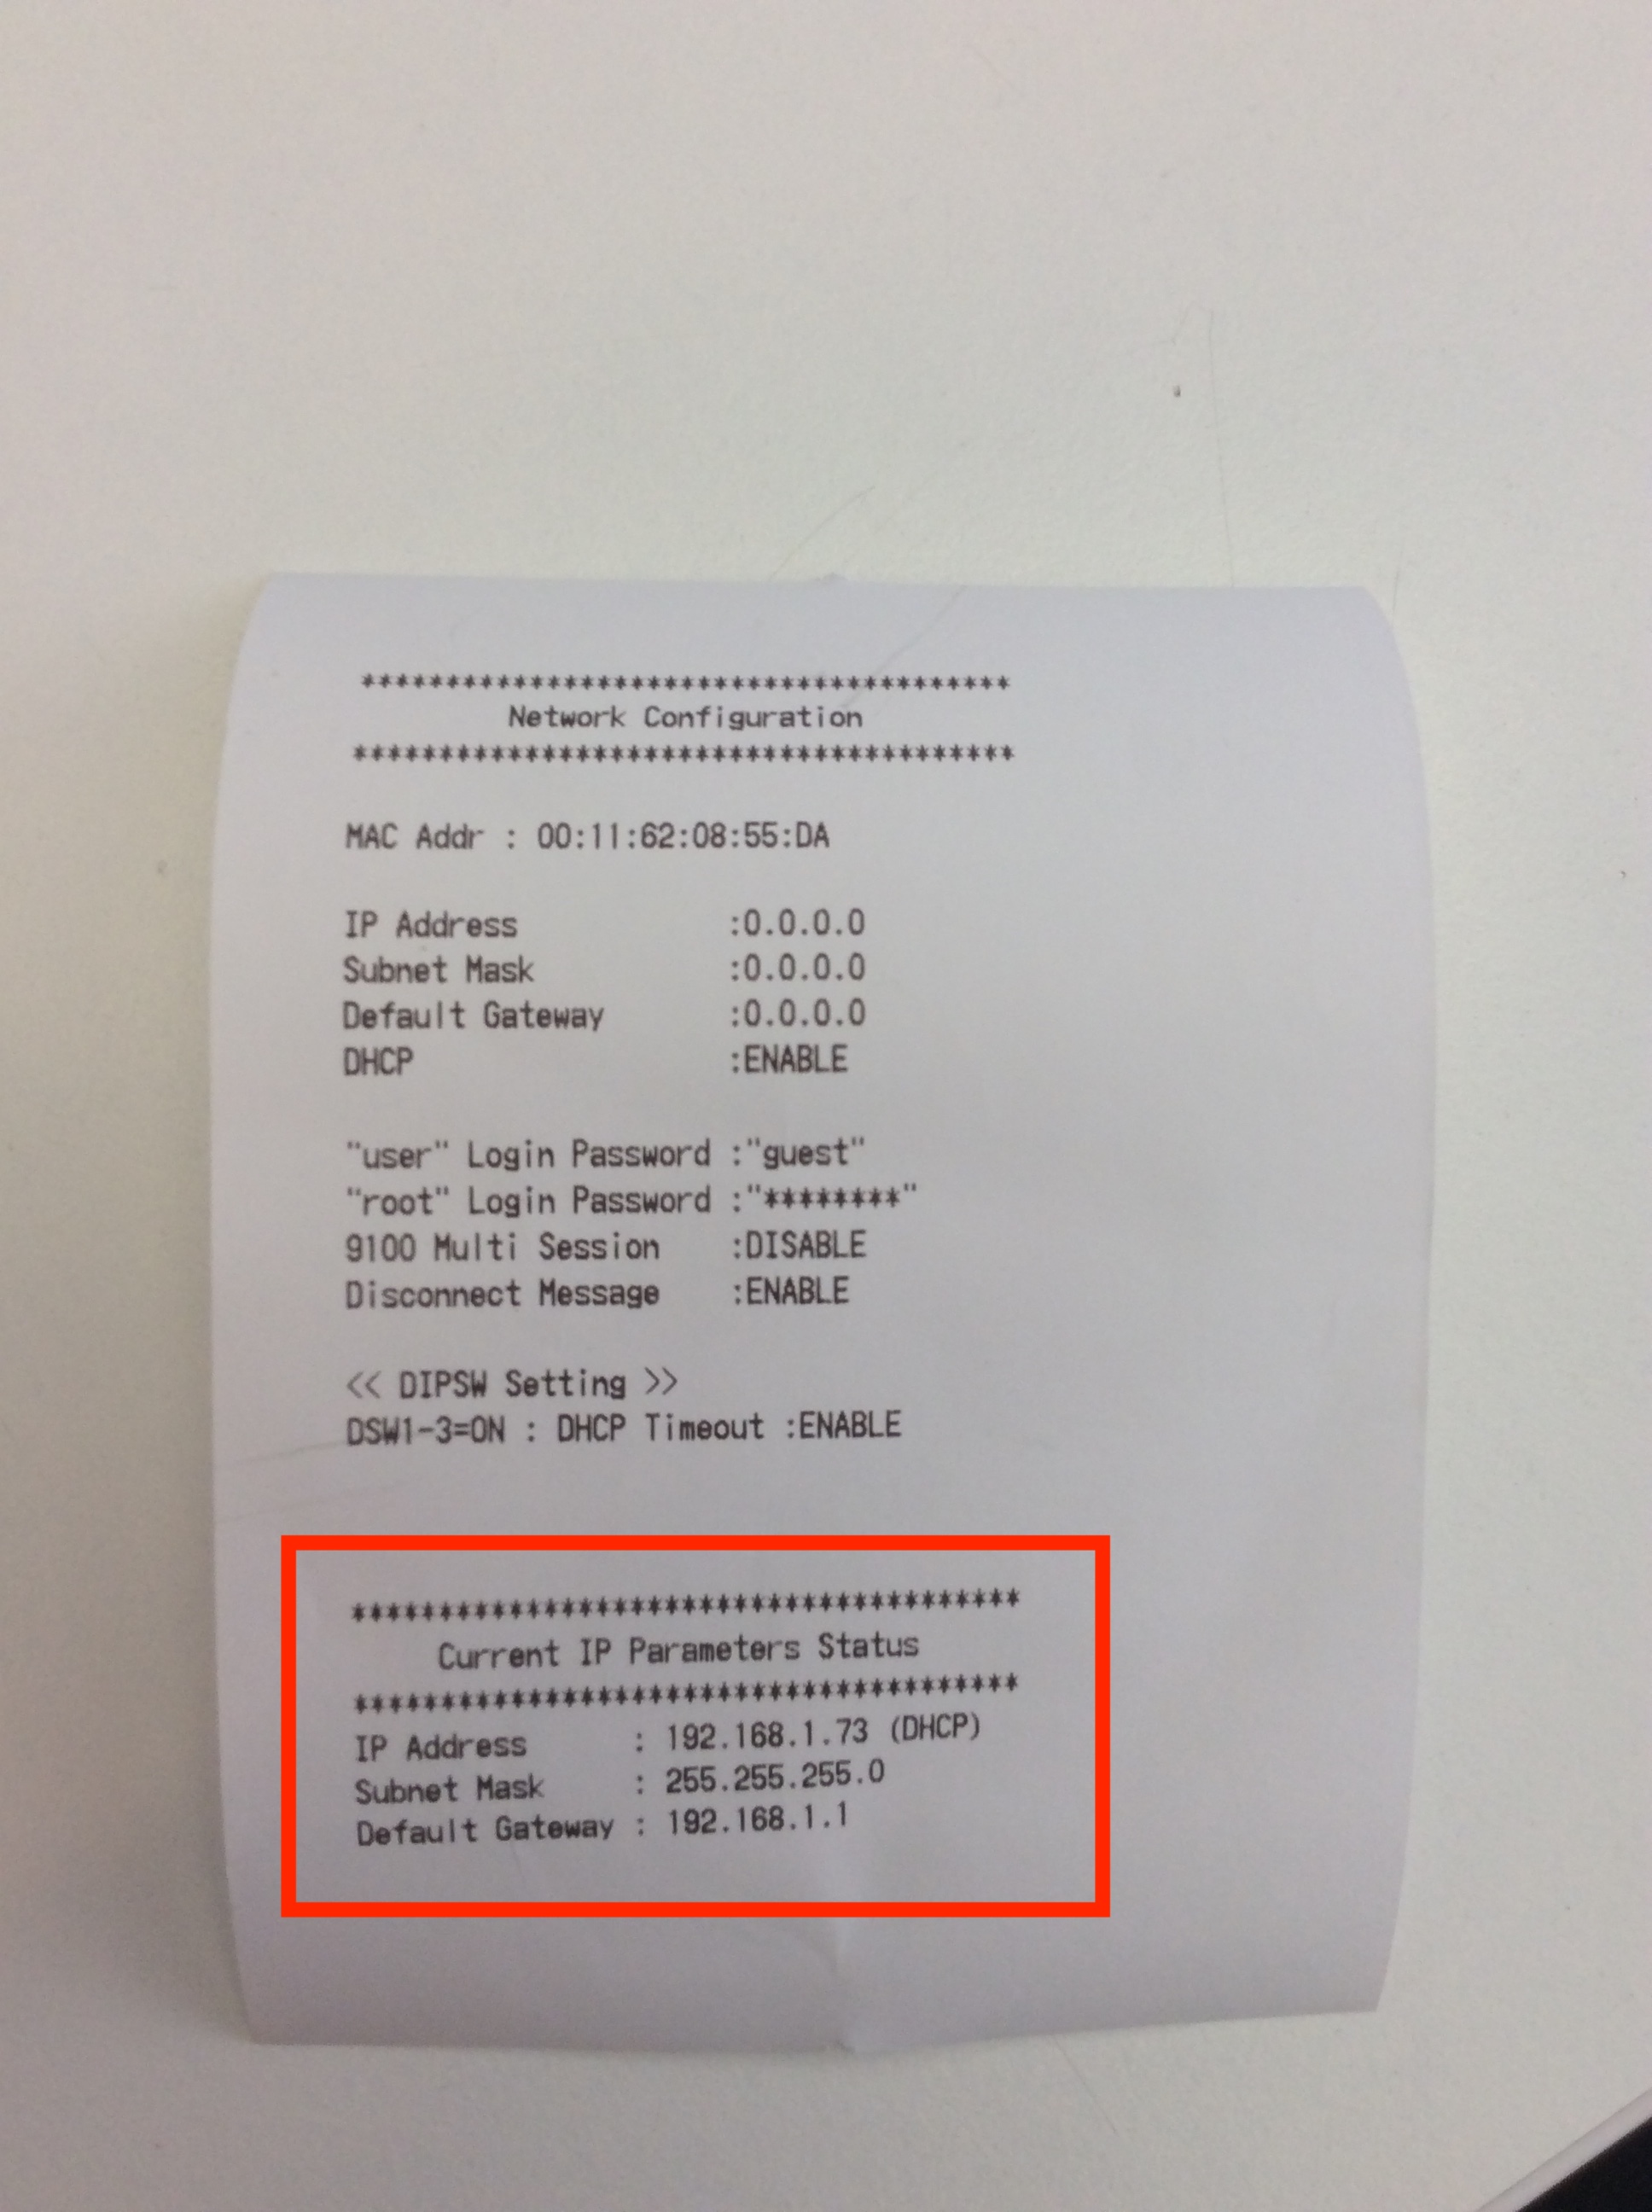 ***************************************
Network Configuration
***************************************
MAC Addr : 00:11:62:08:55:DA
IP Address :0.0.0.0
Subnet Mask :0.0.0.0
Default Gateway :0.0.0.0
DHCP :ENABLE
"user" Login Password :"guest"
"root" Login Password :"********"
9100 Multi Session :DISABLE
Disconnect Message :ENABLE
<< DIPSW Setting >>
DSW1-3=ON : DHCP Timeout :ENABLE
***************************************
Current IP Parameters Status
***************************************
IP Address : 192.168.1.73 (DHCP)
Subnet Mask : 255.255.255.0
Default Gateway : 192.168.1.1